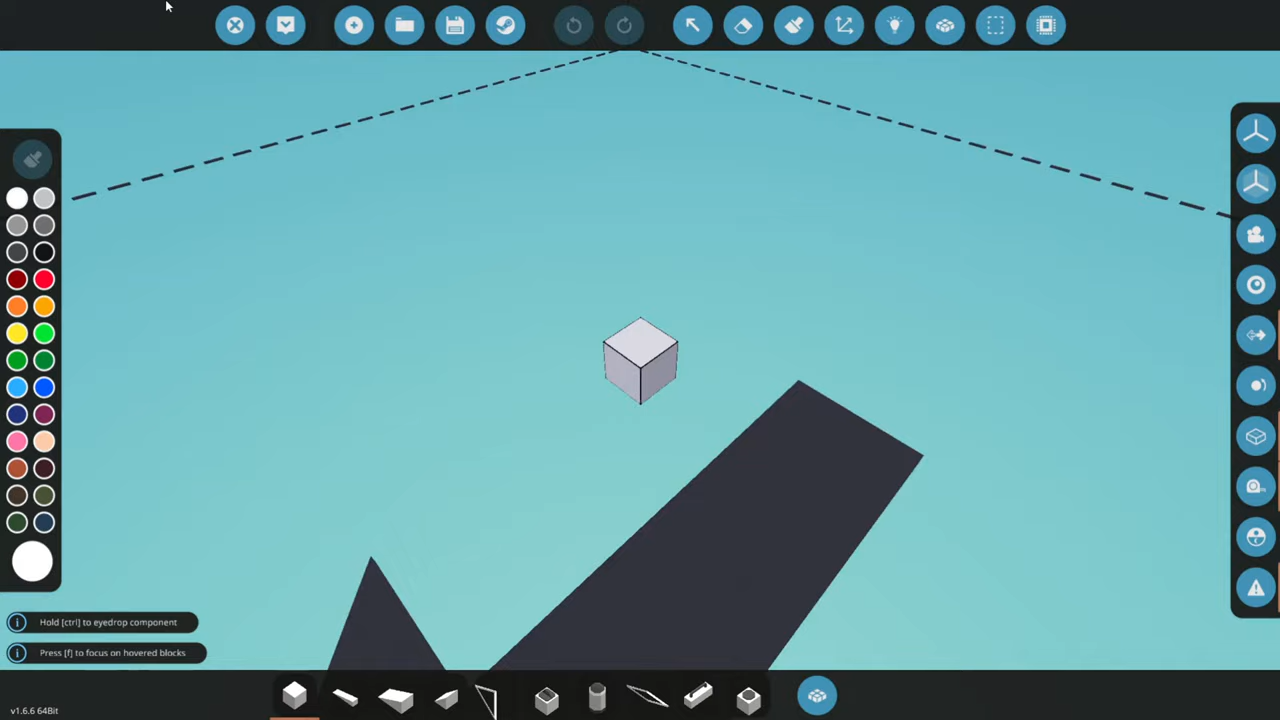 Hold [ctrl] to eyedrop component
Press [f] to focus on hovered blocks
v1.6.6 64Bit